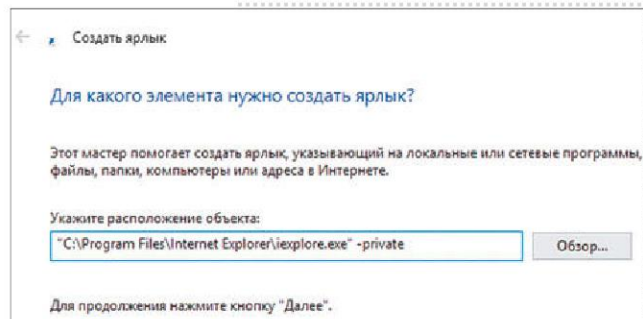 Создать ярлык
Для какого элемента нужно создать ярлык?
Этот мастер помогает создать ярлык, указывающий на локальные или сетевые программы,
файлы, папки, компьютеры или адреса в Интернете.
Укажите расположение объекта:
"C:\Program Files\Internet Explorer\iexplore.exe" -private
Обзор...
Для продолжения нажмите кнопку "Далее".